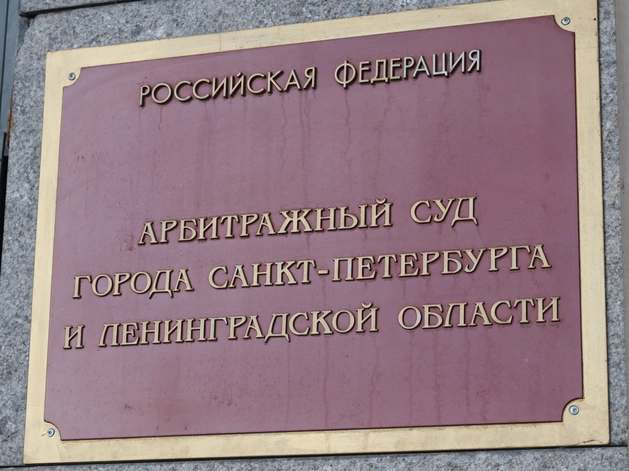 РОССИЙСКАЯ ФЕДЕРАЦИЯ
АРБИТРАЖНЫЙ СУД
ГОРОДА САНКТ-ПЕТЕРБУРГА
И ЛЕНИНГРАДСКОЙ ОБЛАСТИ